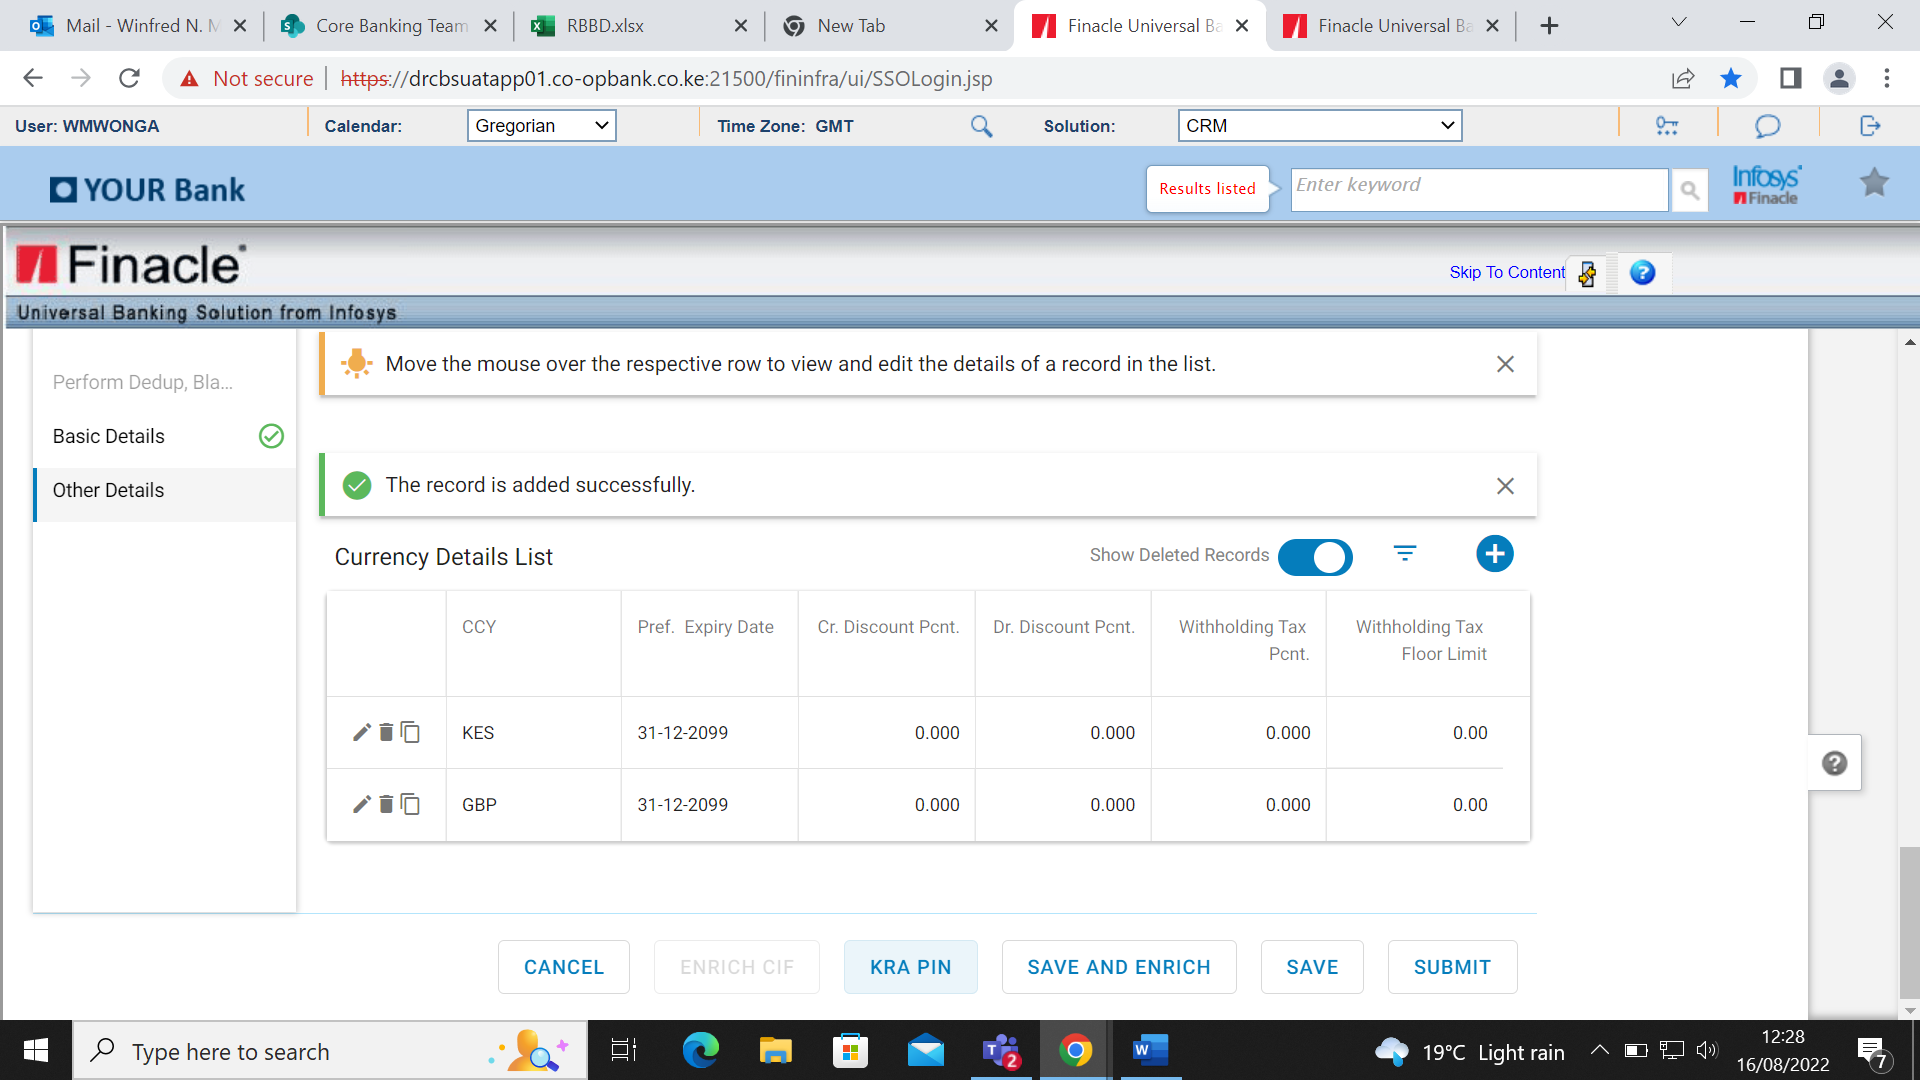 Mail - Winfred N. M
Core Banking Team
RBBD.xlsx
New Tab
Finacle Universal Ba
Finacle Universal Ba
Not secure
https://drcbsuatapp01.co-opbank.co.ke:21500/fininfra/ui/SSOLogin.jsp
User: WMWONGA
Calendar:
Gregorian
Time Zone: GMT
Solution:
CRM
YOUR Bank
Results listed
Enter keyword
Infosys
Finacle
Finacle
Skip To Content
Universal Banking Solution from Infosys
Perform Dedup, Bla...
Basic Details
Other Details
Move the mouse over the respective row to view and edit the details of a record in the list.
The record is added successfully.
Currency Details List
Show Deleted Records
CCY Pref. Expiry Date Cr. Discount Pcnt. Dr. Discount Pcnt. Withholding Tax Pcnt. Withholding Tax Floor Limit
KES 31-12-2099 0.000 0.000 0.000 0.00
GBP 31-12-2099 0.000 0.000 0.000 0.00
CANCEL
ENRICH CIF
KRA PIN
SAVE AND ENRICH
SAVE
SUBMIT
Type here to search
2
19°C Light rain
12:28
16/08/2022
7